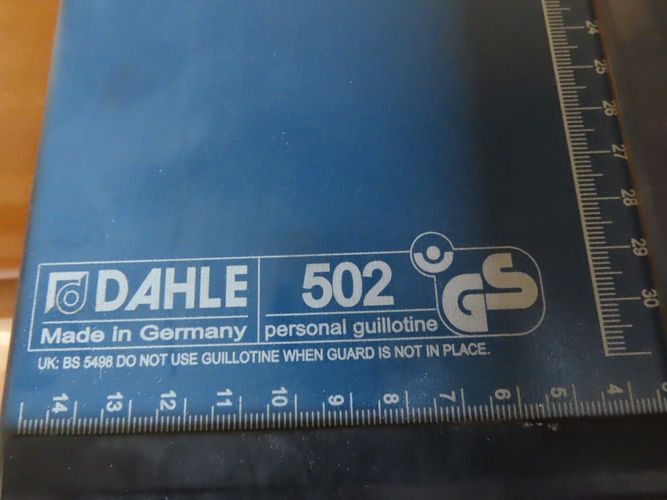 24
25
26
27
28
29
30
DAHLE
502
GS
Made in Germany
personal guillotine
UK: BS 5498 DO NOT USE GUILLOTINE WHEN GUARD IS NOT IN PLACE.
14 13 12 11 10 9 8 7 6 5 4